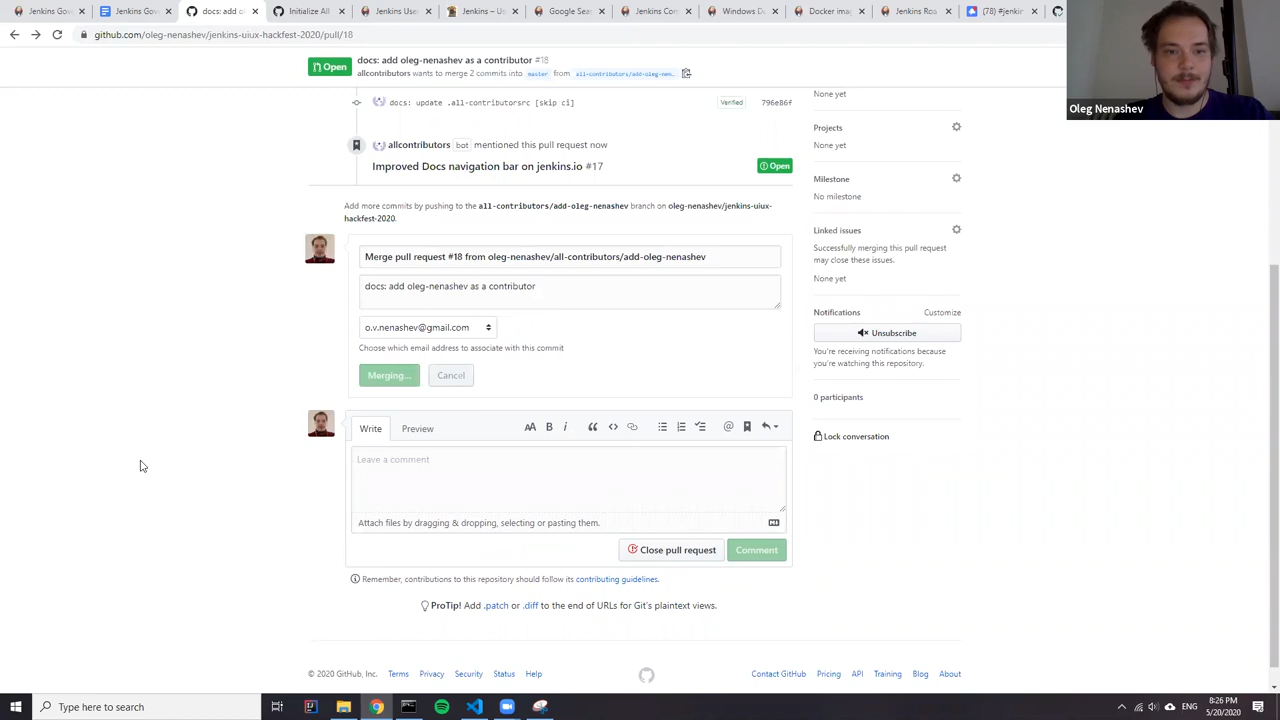 Jenkins Gov
Jenkins Gov
docs: add o
Initialize All
Jenkins User
Jenkins – U
Google Sea
Jenkins Con
Windows D
Docker imag
Jenkins Roa
(78) #jenkin
github.com/oleg-nenashev/jenkins-uiux-hackfest-2020/pull/18
Oleg Nenashev
Open
docs: add oleg-nenashev as a contributor #18
allcontributors wants to merge 2 commits into master from all-contributors/add-oleg-nen...
docs: update .all-contributorsrc [skip ci]
Verified
796e86f
allcontributors bot mentioned this pull request now
Improved Docs navigation bar on jenkins.io #17
Open
Add more commits by pushing to the all-contributors/add-oleg-nenashev branch on oleg-nenashev/jenkins-uiux-
hackfest-2020.
Merge pull request #18 from oleg-nenashev/all-contributors/add-oleg-nenashev
docs: add oleg-nenashev as a contributor
o.v.nenashev@gmail.com
Choose which email address to associate with this commit
Merging...
Cancel
Write
Preview
AA B i
Leave a comment
Attach files by dragging & dropping, selecting or pasting them.
Close pull request
Comment
Remember, contributions to this repository should follow its contributing guidelines.
ProTip! Add .patch or .diff to the end of URLs for Git's plaintext views.
None yet
Projects
None yet
Milestone
No milestone
Linked issues
Successfully merging this pull request
may close these issues.
None yet
Notifications
Customize
Unsubscribe
You're receiving notifications because
you're watching this repository.
0 participants
Lock conversation
© 2020 GitHub, Inc.
Terms
Privacy
Security
Status
Help
Contact GitHub
Pricing
API
Training
Blog
About
Type here to search
ENG
8:26 PM
5/20/2020